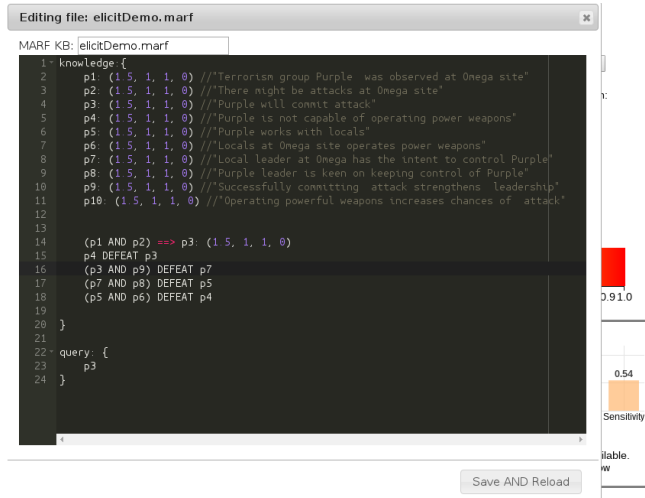 Editing file: elicitDemo.marf
MARF KB: elicitDemo.marf
1 knowledge:{
2 p1: (1.5, 1, 1, 0) //"Terrorism group Purple  was observed at Omega site"
3 p2: (1.5, 1, 1, 0) //"There might be attacks at Omega site"
4 p3: (1.5, 1, 1, 0) //"Purple will commit attack"
5 p4: (1.5, 1, 1, 0) //"Purple is not capable of operating power weapons"
6 p5: (1.5, 1, 1, 0) //"Purple works with locals"
7 p6: (1.5, 1, 1, 0) //"Locals at Omega site operates power weapons"
8 p7: (1.5, 1, 1, 0) //"Local leader at Omega has the intent to control Purple"
9 p8: (1.5, 1, 1, 0) //"Purple leader is keen on keeping control of Purple"
10 p9: (1.5, 1, 1, 0) //"Successfully committing  attack strengthens  leadership"
11 p10: (1.5, 1, 1, 0) //"Operating powerful weapons increases chances of  attack"
12
13
14 (p1 AND p2) ==> p3: (1.5, 1, 1, 0)
15 p4 DEFEAT p3
16 (p3 AND p9) DEFEAT p7
17 (p7 AND p8) DEFEAT p5
18 (p5 AND p6) DEFEAT p4
19
20 }
21
22 query: {
23 p3
24 }
Save AND Reload
n:
0.91.0
0.54
Sensitivity
ilable.
w